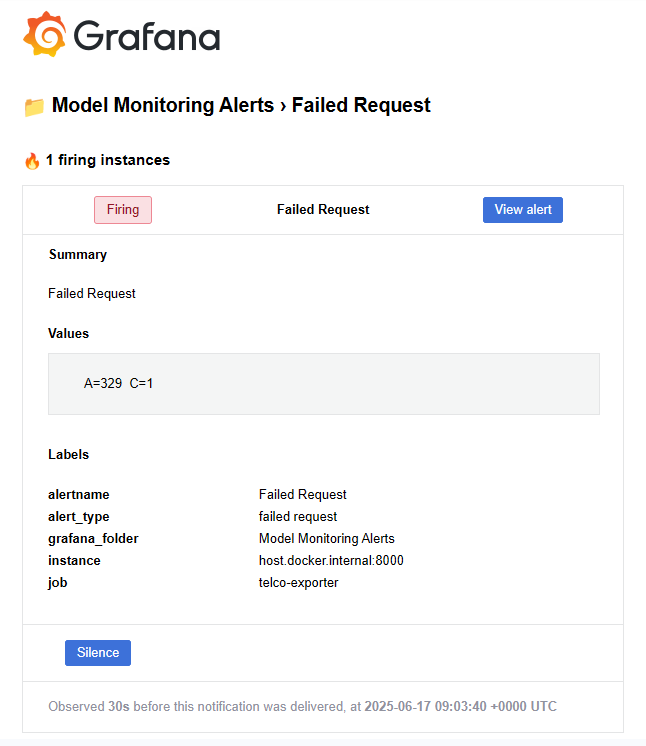 Grafana
Model Monitoring Alerts › Failed Request
1 firing instances
Firing Failed Request View alert
Summary
Failed Request
Values
A=329 C=1
Labels
alertname Failed Request
alert_type failed request
grafana_folder Model Monitoring Alerts
instance host.docker.internal:8000
job telco-exporter
Silence
Observed 30s before this notification was delivered, at 2025-06-17 09:03:40 +0000 UTC